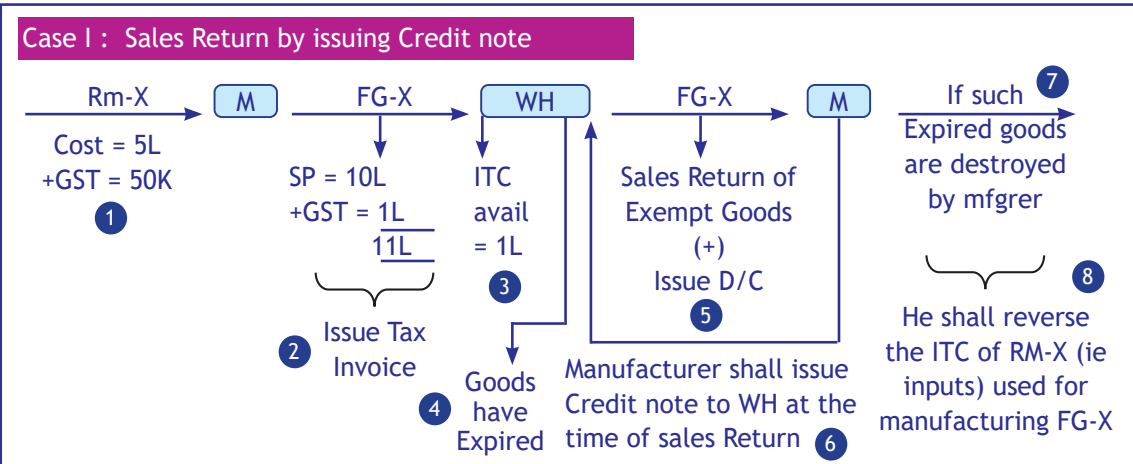 Case I : Sales Return by issuing Credit note
Rm-X
M
FG-X
WH
FG-X
M
If such 7
Expired goods
are destroyed
by mfgrer
Cost = 5L
+GST = 50K
1
SP = 10L
+GST = 1L
11L
2 Issue Tax
Invoice
ITC
avail
= 1L
3
4 Goods
have
Expired
Sales Return of
Exempt Goods
(+)
Issue D/C
5
Manufacturer shall issue
Credit note to WH at the
time of sales Return 6
8
He shall reverse
the ITC of RM-X (ie
inputs) used for
manufacturing FG-X